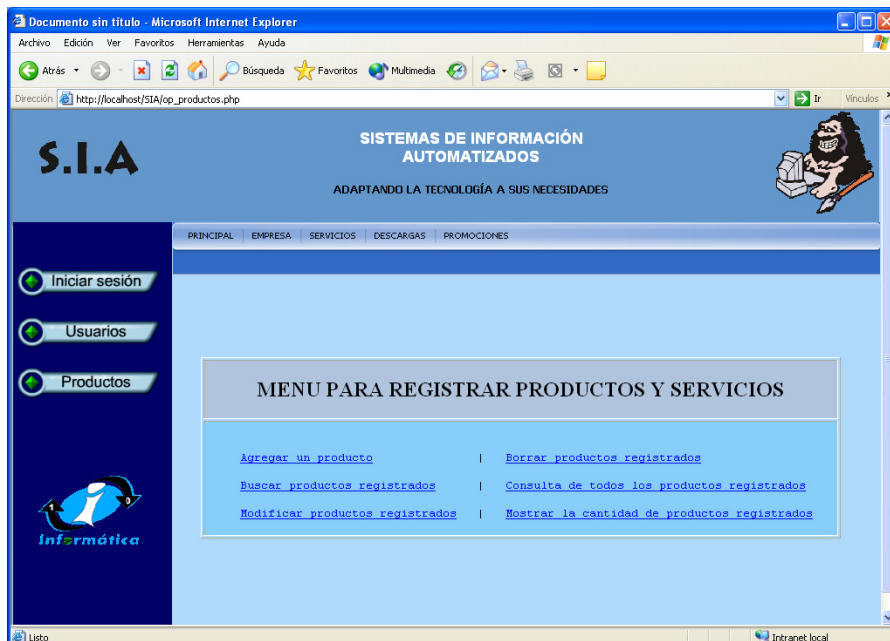 Documento sin título - Microsoft Internet Explorer
Archivo Edición Ver Favoritos Herramientas Ayuda
Atrás Búsqueda Favoritos Multimedia
Dirección http://localhost/SIA/op_productos.php Ir Vínculos »
S.I.A
SISTEMAS DE INFORMACIÓN
AUTOMATIZADOS
ADAPTANDO LA TECNOLOGÍA A SUS NECESIDADES
PRINCIPAL | EMPRESA | SERVICIOS | DESCARGAS | PROMOCIONES
Iniciar sesión
Usuarios
Productos
1 i 0
Informática
MENU PARA REGISTRAR PRODUCTOS Y SERVICIOS
Agregar un producto | Borrar productos registrados
Buscar productos registrados | Consulta de todos los productos registrados
Modificar productos registrados | Mostrar la cantidad de productos registrados
Listo Intranet local